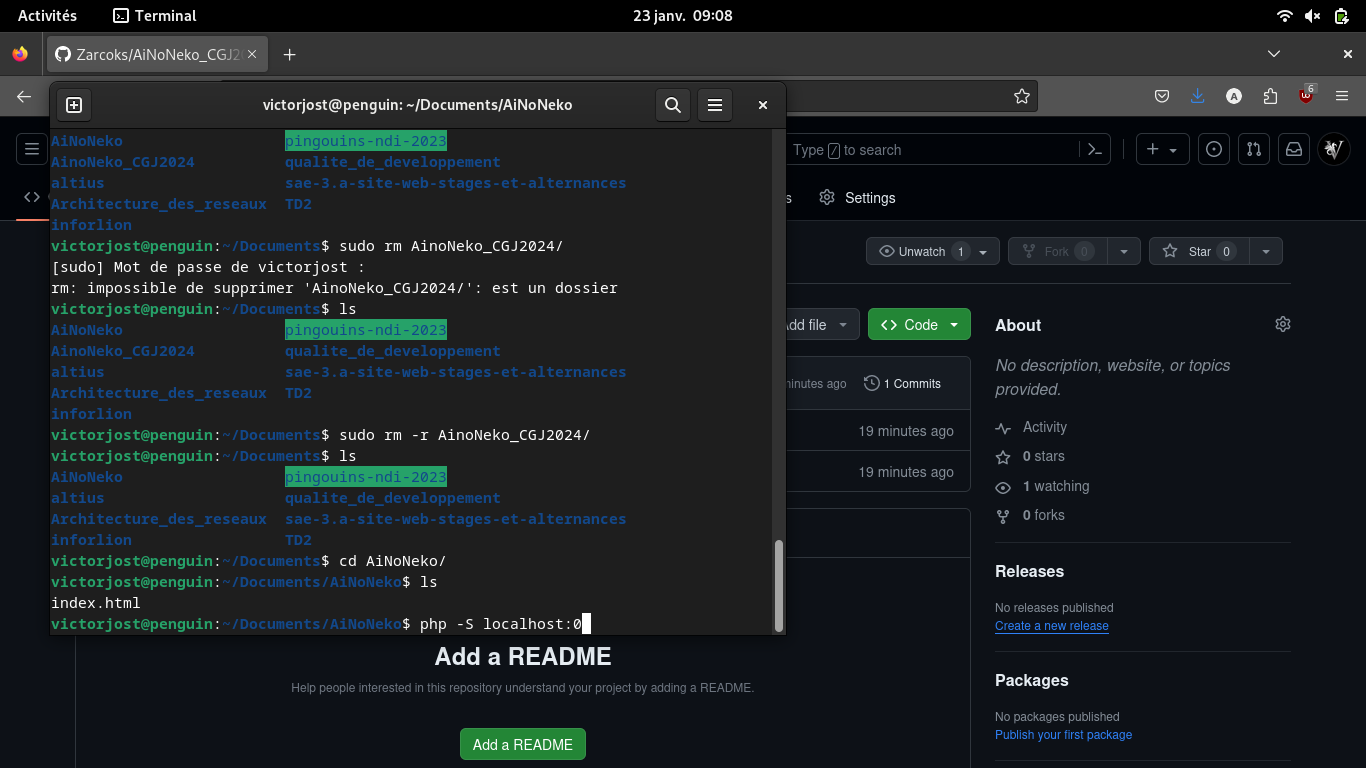 Activités
Terminal
23 janv. 09:08
Zarcoks/AiNoNeko_CGJ2
6
victorjost@penguin: ~/Documents/AiNoNeko
AiNoNeko pingouins-ndi-2023
AinoNeko_CGJ2024 qualite_de_developpement
altius sae-3.a-site-web-stages-et-alternances
Architecture_des_reseaux TD2
inforlion
victorjost@penguin:~/Documents$ sudo rm AinoNeko_CGJ2024/
[sudo] Mot de passe de victorjost :
rm: impossible de supprimer 'AinoNeko_CGJ2024/': est un dossier
victorjost@penguin:~/Documents$ ls
AiNoNeko pingouins-ndi-2023
AinoNeko_CGJ2024 qualite_de_developpement
altius sae-3.a-site-web-stages-et-alternances
Architecture_des_reseaux TD2
inforlion
victorjost@penguin:~/Documents$ sudo rm -r AinoNeko_CGJ2024/
victorjost@penguin:~/Documents$ ls
AiNoNeko pingouins-ndi-2023
altius qualite_de_developpement
Architecture_des_reseaux sae-3.a-site-web-stages-et-alternances
inforlion TD2
victorjost@penguin:~/Documents$ cd AiNoNeko/
victorjost@penguin:~/Documents/AiNoNeko$ ls
index.html
victorjost@penguin:~/Documents/AiNoNeko$ php -S localhost:0
Type / to search
Settings
Unwatch 1
Fork 0
Star 0
file
Code
minutes ago
1 Commits
19 minutes ago
19 minutes ago
About
No description, website, or topics
provided.
Activity
0 stars
1 watching
0 forks
Releases
No releases published
Create a new release
Packages
No packages published
Publish your first package
Add a README
Help people interested in this repository understand your project by adding a README.
Add a README